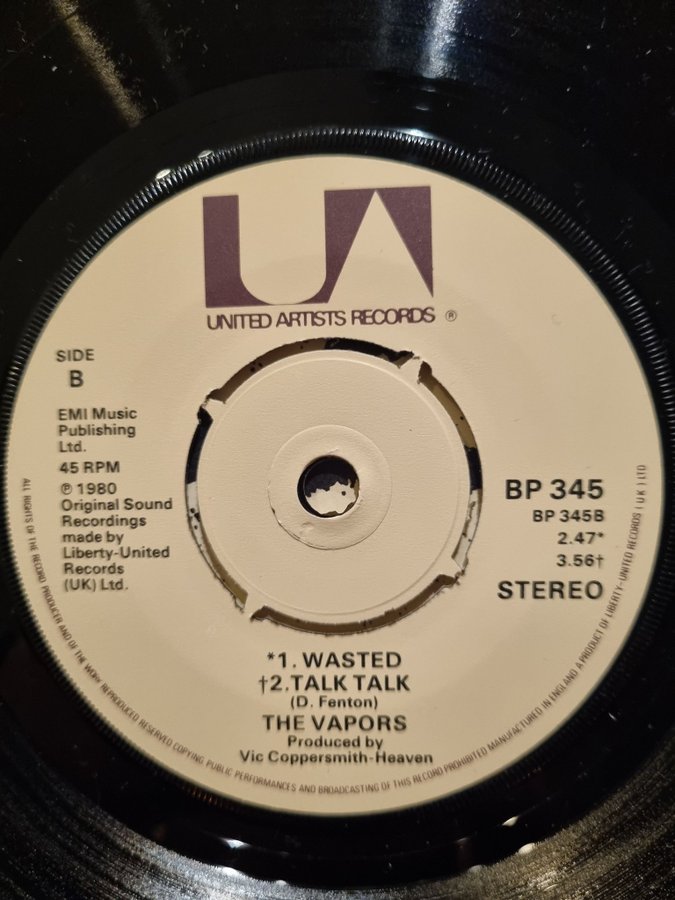 UA
UNITED ARTISTS RECORDS ®
SIDE
B
EMI Music
Publishing
Ltd.
45 RPM
℗ 1980
Original Sound
Recordings
made by
Liberty-United
Records
(UK) Ltd.
BP 345
BP 345B
2.47*
3.56†
STEREO
*1. WASTED
†2. TALK TALK
(D. Fenton)
THE VAPORS
Produced by
Vic Coppersmith-Heaven
ALL RIGHTS OF THE RECORD PRODUCER AND OF THE WORK REPRODUCED RESERVED COPYING PUBLIC PERFORMANCES AND BROADCASTING OF THIS RECORD PROHIBITED MANUFACTURED IN ENGLAND A PRODUCT OF LIBERTY-UNITED RECORDS (UK) LTD